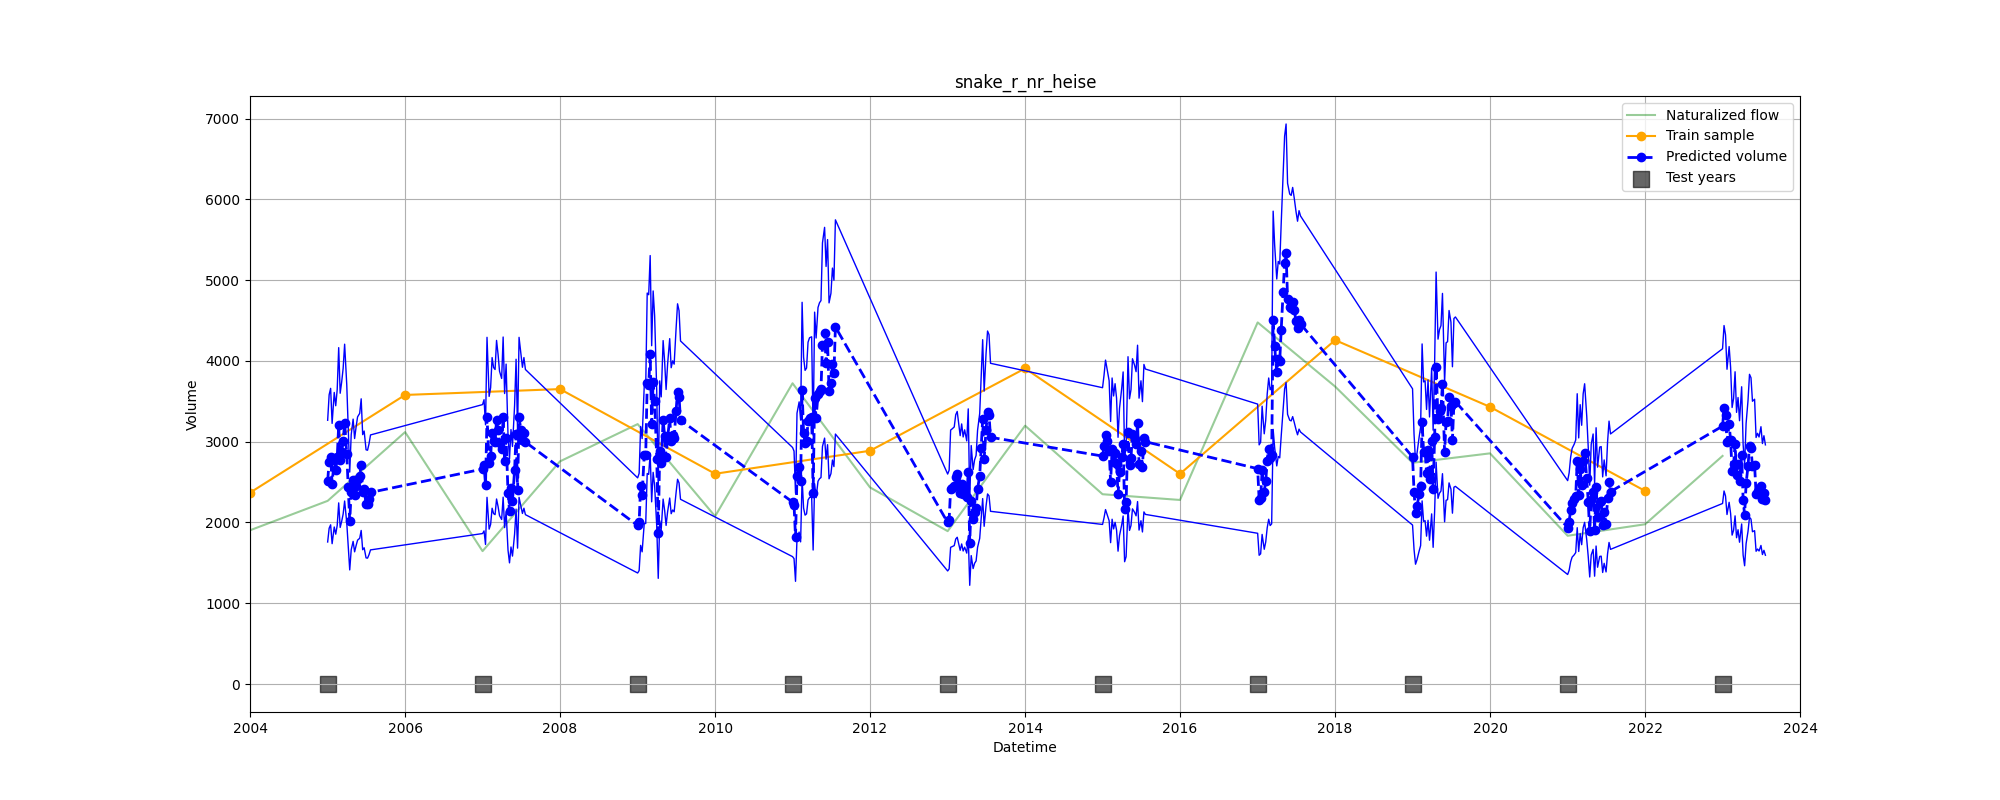 snake_r_nr_heise
7000
6000
5000
4000
3000
2000
1000
0
Volume
Naturalized flow
Train sample
Predicted volume
Test years
2004 2006 2008 2010 2012 2014 2016 2018 2020 2022 2024
Datetime